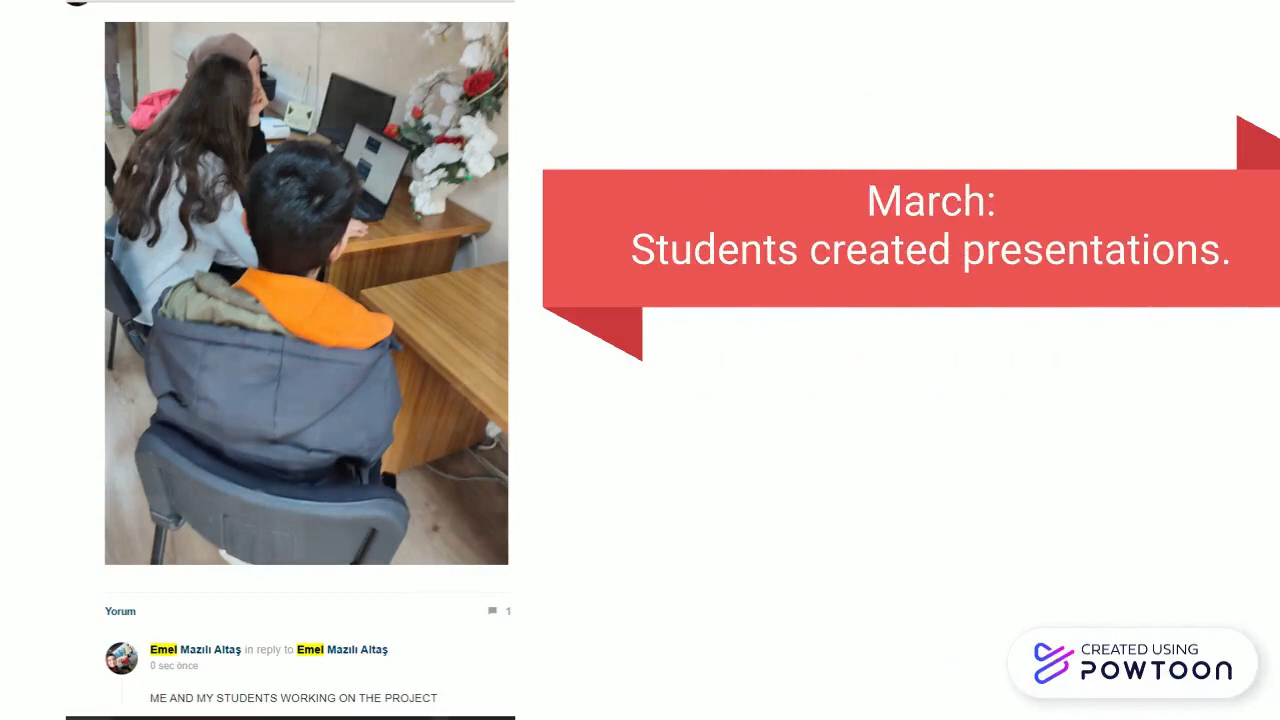 March:
Students created presentations.
Yorum
1
Emel Mazılı Altaş in reply to Emel Mazılı Altaş
0 sec önce
ME AND MY STUDENTS WORKING ON THE PROJECT
CREATED USING
POWTOON